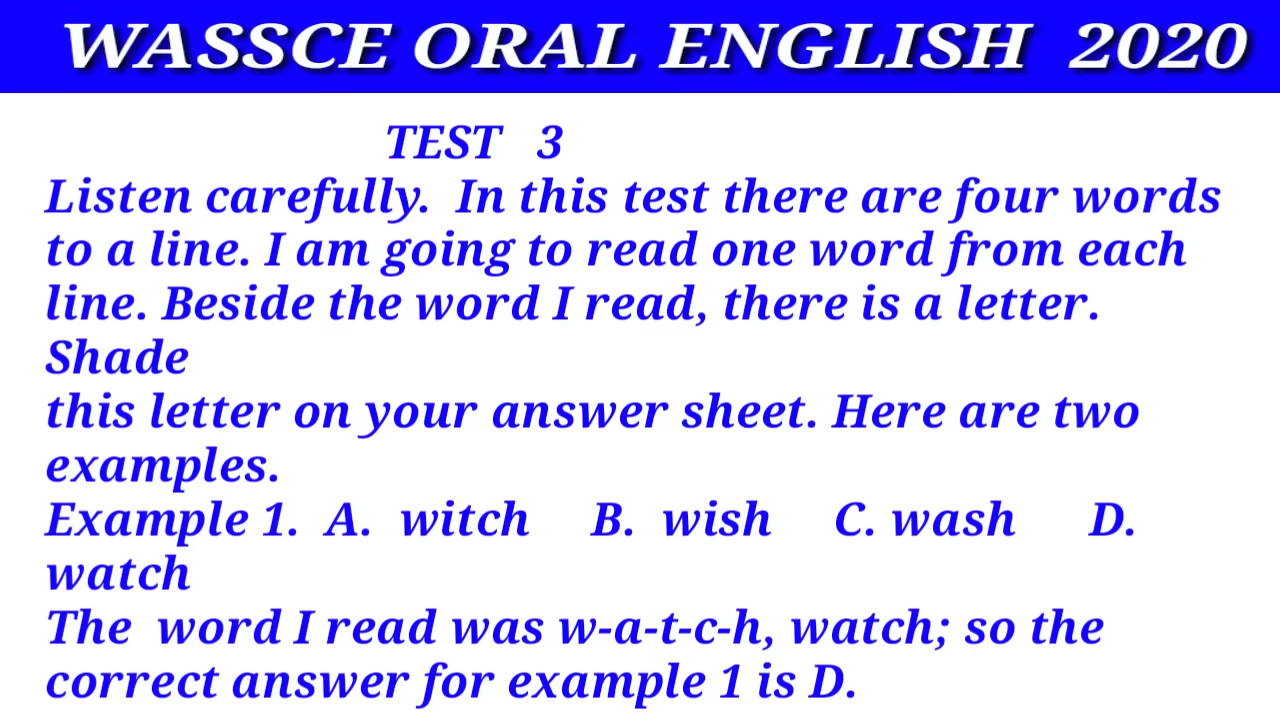 WASSCE ORAL ENGLISH 2020
TEST 3
Listen carefully. In this test there are four words
to a line. I am going to read one word from each
line. Beside the word I read, there is a letter.
Shade
this letter on your answer sheet. Here are two
examples.
Example 1. A. witch B. wish C. wash D.
watch
The word I read was w-a-t-c-h, watch; so the
correct answer for example 1 is D.